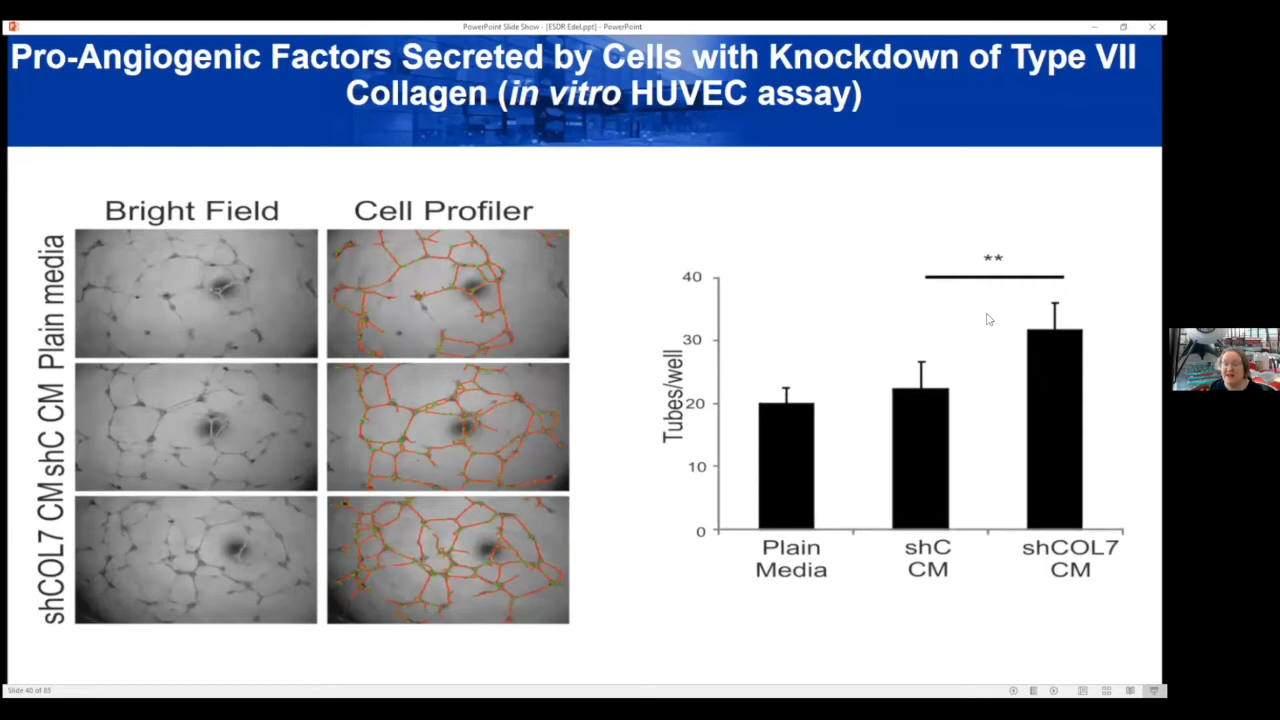 PowerPoint Slide Show - [ESDR Edel.ppt] - PowerPoint
Pro-Angiogenic Factors Secreted by Cells with Knockdown of Type VII
Collagen (in vitro HUVEC assay)
Bright Field
Cell Profiler
Plain media
shC CM
shCOL7 CM
**
40
30
20
10
0
Tubes/well
Plain
Media
shC
CM
shCOL7
CM
Slide 40 of 85